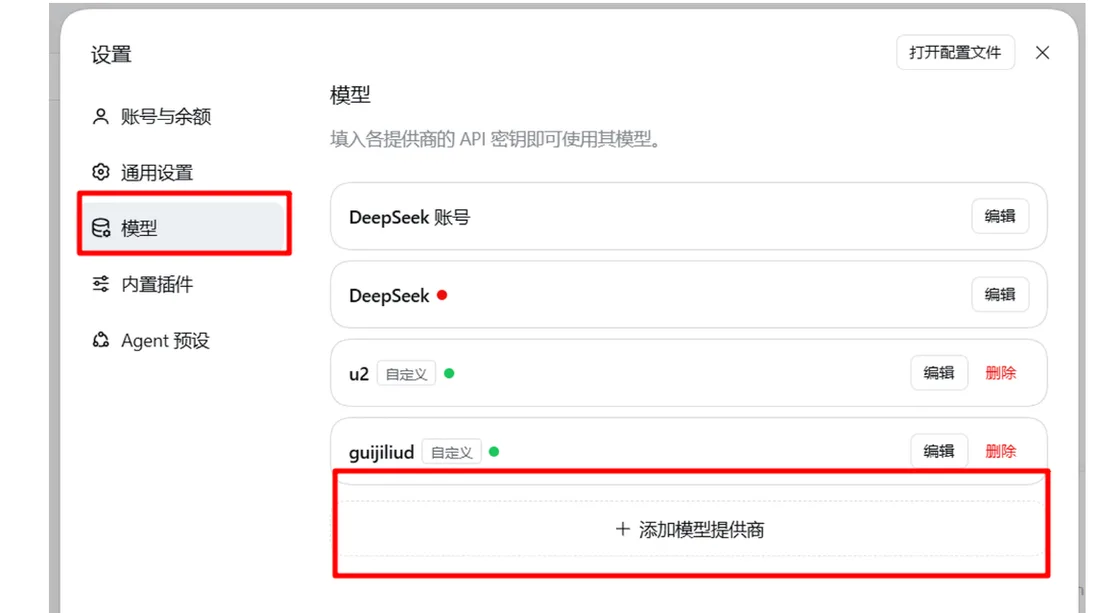 设置
打开配置文件
账号与余额
通用设置
模型
内置插件
Agent 预设
模型
填入各提供商的 API 密钥即可使用其模型。
DeepSeek 账号
编辑
DeepSeek
编辑
u2 自定义
编辑 删除
guijiliud 自定义
编辑 删除
+ 添加模型提供商